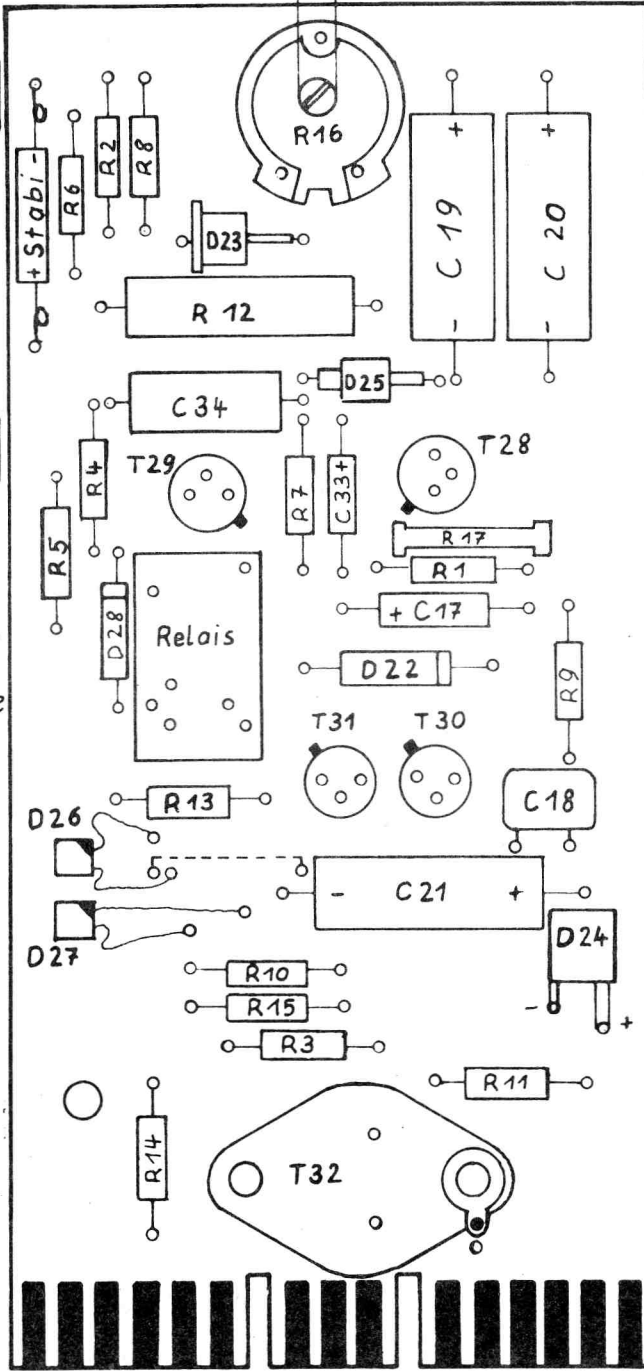 R16
+Stabi-
R6
R2
R8
+
C 19
-
+
C 20
-
D23
R 12
D25
C34
T29
T28
R4
R7
C33+
R5
R 17
R1
+ C17
D28
Relais
D22
R9
T31
T30
R13
C18
D26
- C21 +
D27
D24
- +
R10
R15
R3
R11
R14
T32